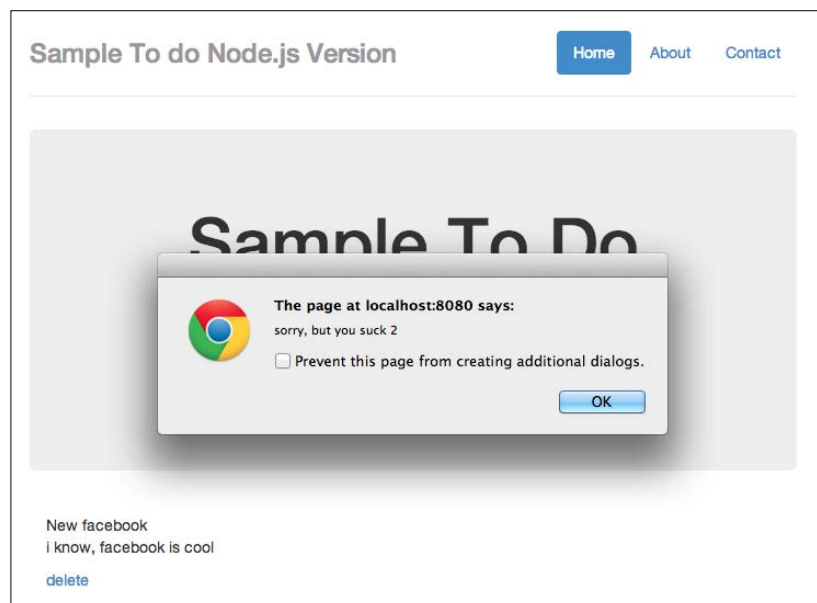 Sample To do Node.js Version
Home About Contact
Sample To Do
The page at localhost:8080 says:
sorry, but you suck 2
Prevent this page from creating additional dialogs.
OK
New facebook
i know, facebook is cool
delete